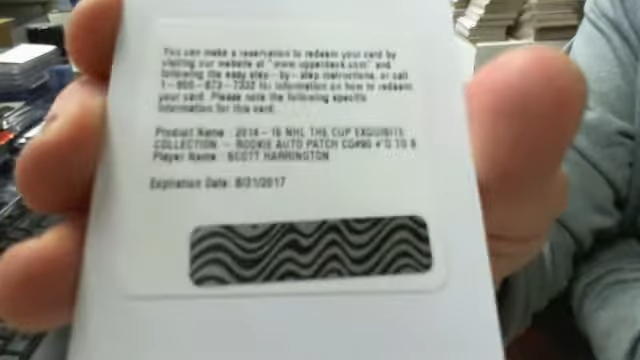 You can make a reservation to redeem your card by
visiting our website at "www.upperdeck.com" and
following the easy step-by-step instructions, or call
1-800-873-7332 for information on how to redeem
your card. Please note the following specific
information for this card:
Product Name: 2014-15 NHL THE CUP EXQUISITE
COLLECTION - ROOKIE AUTO PATCH #'D TO
Player Name: SCOTT HARRINGTON
Expiration Date: 8/31/2017